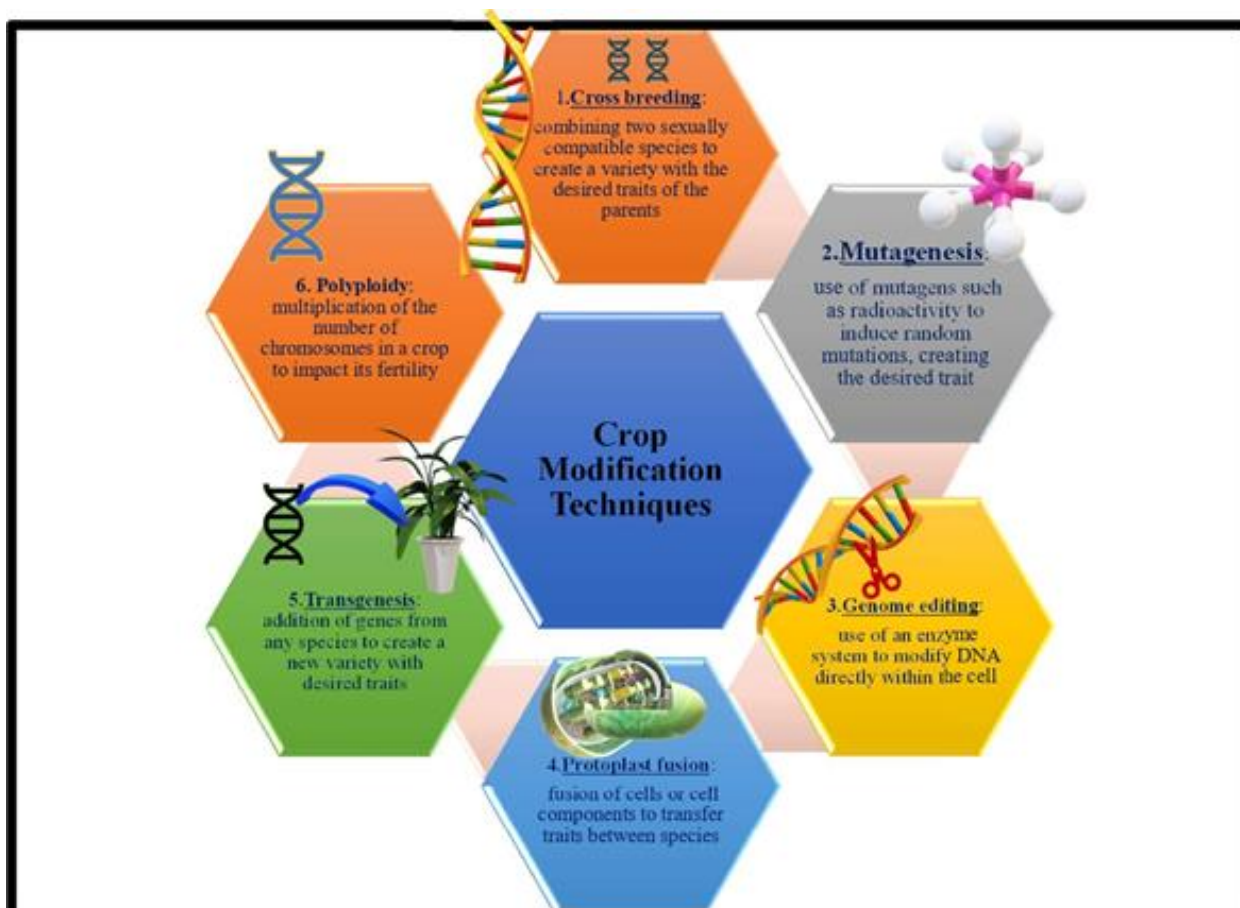 1.Cross breeding:
combining two sexually
compatible species to
create a variety with the
desired traits of the
parents
2.Mutagenesis:
use of mutagens such
as radioactivity to
induce random
mutations, creating
the desired trait
3.Genome editing:
use of an enzyme
system to modify DNA
directly within the cell
4.Protoplast fusion:
fusion of cells or cell
components to transfer
traits between species
5.Transgenesis:
addition of genes from
any species to create a
new variety with
desired traits
6. Polyploidy:
multiplication of the
number of
chromosomes in a crop
to impact its fertility
Crop
Modification
Techniques